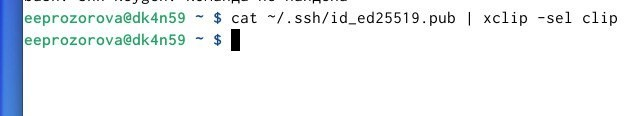 eeprozorova@dk4n59 ~ $ cat ~/.ssh/id_ed25519.pub | xclip -sel clip
eeprozorova@dk4n59 ~ $